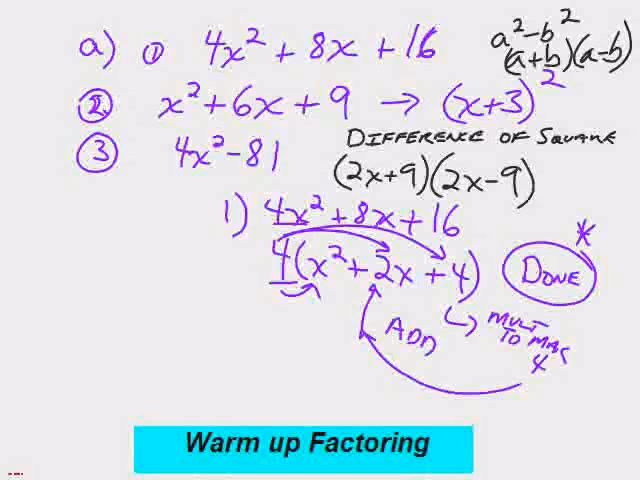 a) ① 4x² + 8x + 16
a² - b²
(a+b)(a-b)
②. x² + 6x + 9 → (x+3)²
③ 4x² - 81
DIFFERENCE OF SQUARE
(2x+9)(2x-9)
1) 4x² + 8x + 16
4(x² + 2x + 4) DONE *
ADD
MULT
TO MAK
4
Warm up Factoring